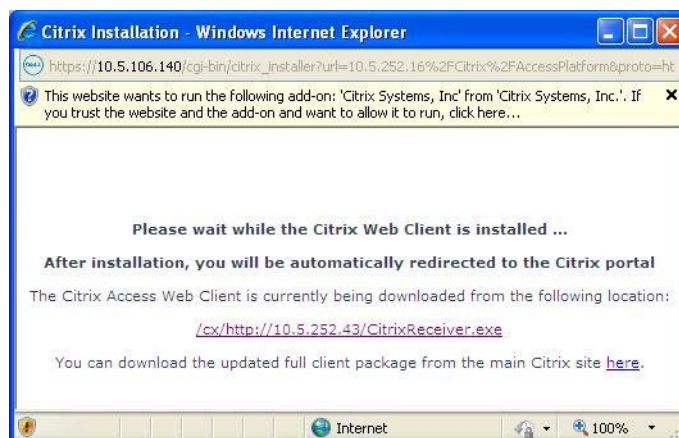 Citrix Installation - Windows Internet Explorer
https://10.5.106.140/cgi-bin/citrix_installer?url=10.5.252.16%2FCitrix%2FAccessPlatform&proto=ht
This website wants to run the following add-on: 'Citrix Systems, Inc' from 'Citrix Systems, Inc.'. If
you trust the website and the add-on and want to allow it to run, click here...
Please wait while the Citrix Web Client is installed ...
After installation, you will be automatically redirected to the Citrix portal
The Citrix Access Web Client is currently being downloaded from the following location:
/cx/http://10.5.252.43/CitrixReceiver.exe
You can download the updated full client package from the main Citrix site here.
Internet
100%